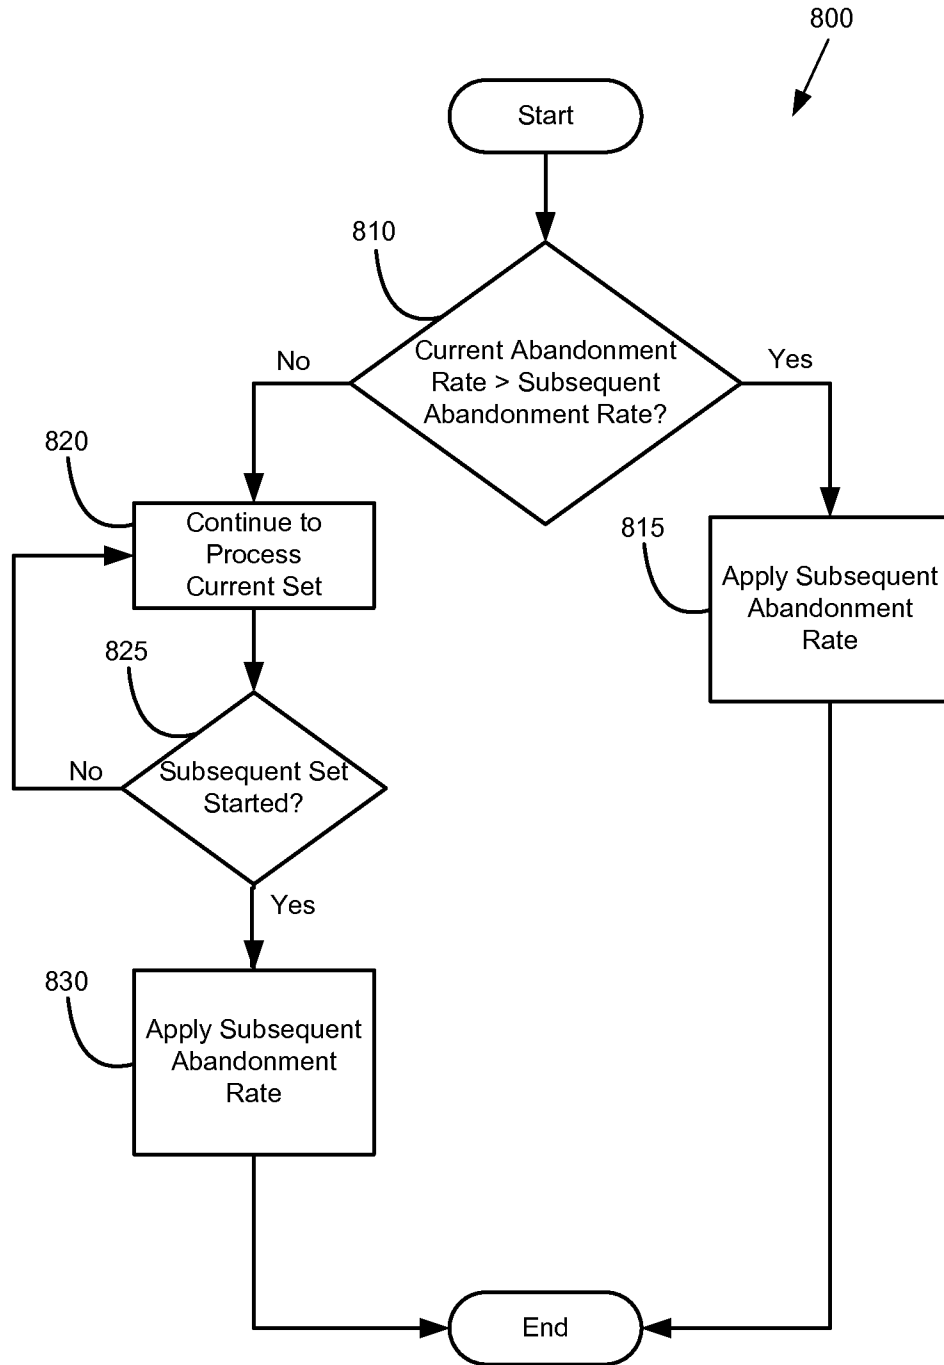 800
Start
810
Current Abandonment
Rate > Subsequent
Abandonment Rate?
No
Yes
820
Continue to
Process
Current Set
815
Apply Subsequent
Abandonment
Rate
825
Subsequent Set
Started?
No
Yes
830
Apply Subsequent
Abandonment
Rate
End